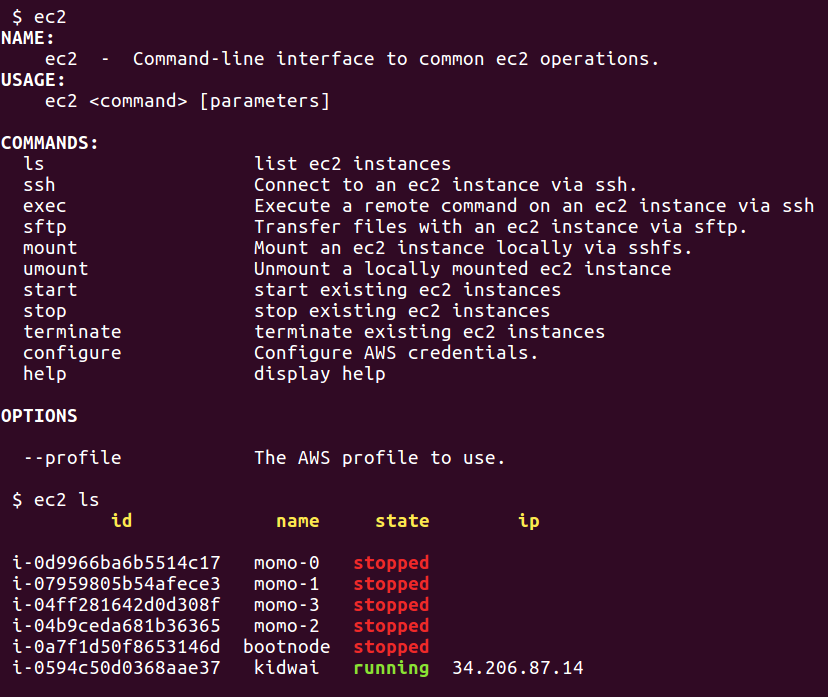 $ ec2
NAME:
ec2 - Command-line interface to common ec2 operations.
USAGE:
ec2 <command> [parameters]
COMMANDS:
ls list ec2 instances
ssh Connect to an ec2 instance via ssh.
exec Execute a remote command on an ec2 instance via ssh
sftp Transfer files with an ec2 instance via sftp.
mount Mount an ec2 instance locally via sshfs.
umount Unmount a locally mounted ec2 instance
start start existing ec2 instances
stop stop existing ec2 instances
terminate terminate existing ec2 instances
configure Configure AWS credentials.
help display help
OPTIONS
--profile The AWS profile to use.
$ ec2 ls
id name state ip
i-0d9966ba6b5514c17 momo-0 stopped
i-07959805b54afece3 momo-1 stopped
i-04ff281642d0d308f momo-3 stopped
i-04b9ceda681b36365 momo-2 stopped
i-0a7f1d50f8653146d bootnode stopped
i-0594c50d0368aae37 kidwai running 34.206.87.14